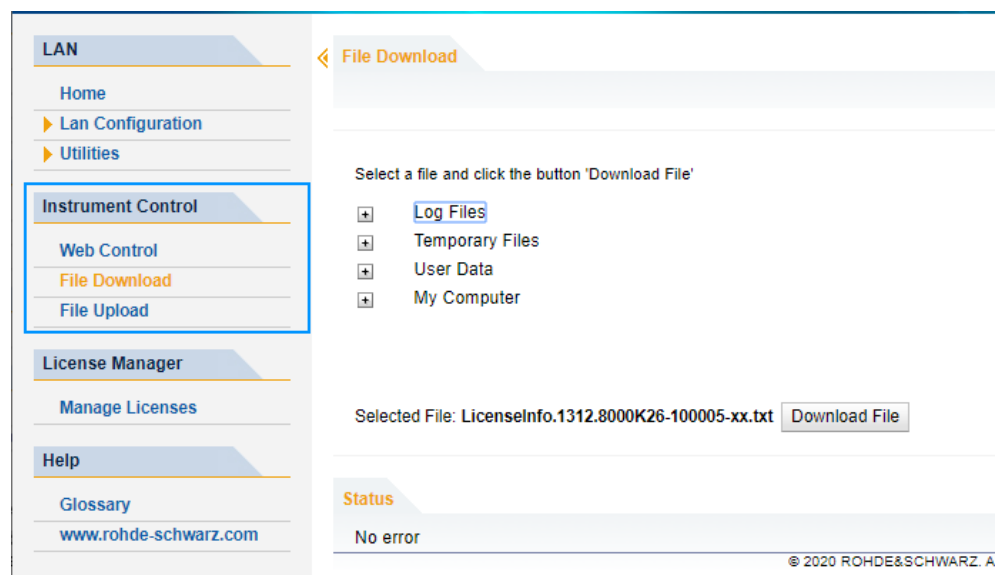 LAN
Home
Lan Configuration
Utilities
Instrument Control
Web Control
File Download
File Upload
License Manager
Manage Licenses
Help
Glossary
www.rohde-schwarz.com
File Download
Select a file and click the button 'Download File'
Log Files
Temporary Files
User Data
My Computer
Selected File: LicenseInfo.1312.8000K26-100005-xx.txt Download File
Status
No error
© 2020 ROHDE&SCHWARZ. A